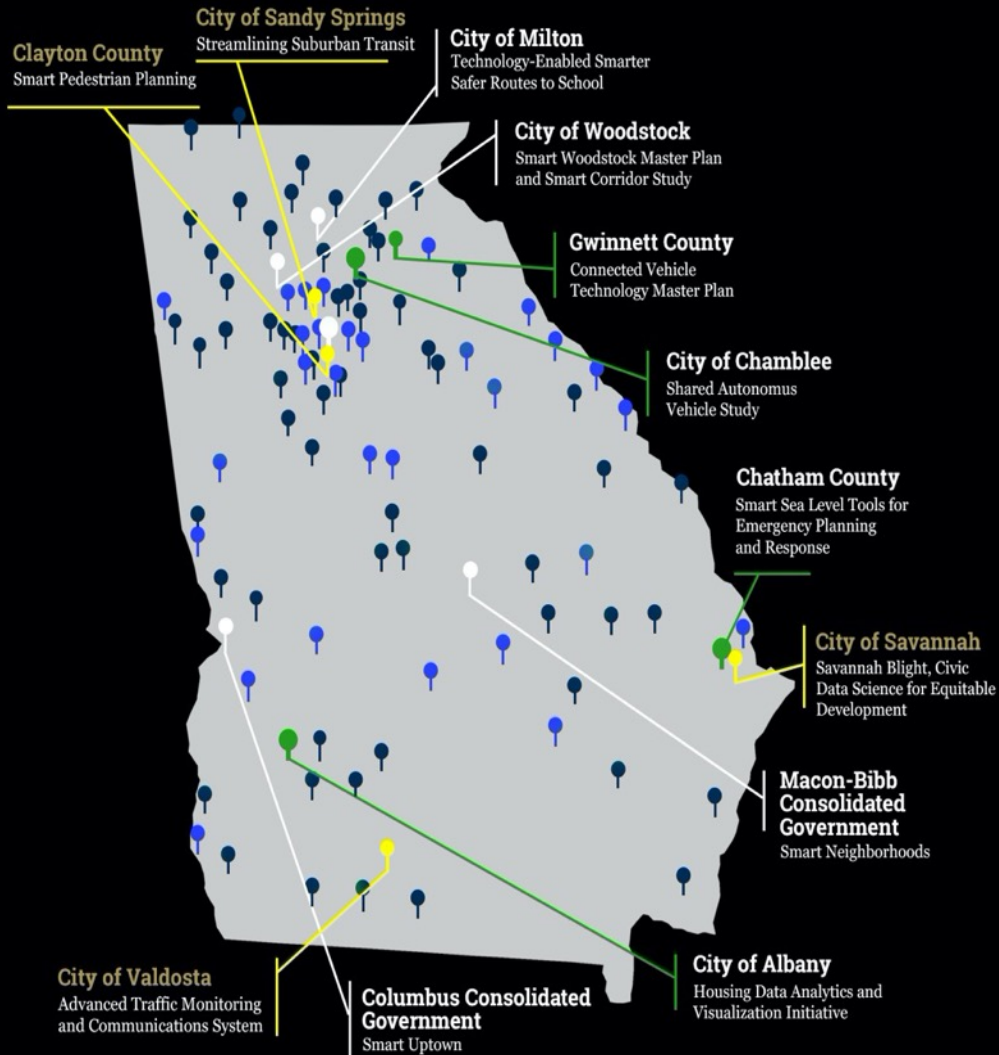 City of Sandy Springs
Streamlining Suburban Transit
Clayton County
Smart Pedestrian Planning
City of Milton
Technology-Enabled Smarter
Safer Routes to School
City of Woodstock
Smart Woodstock Master Plan
and Smart Corridor Study
Gwinnett County
Connected Vehicle
Technology Master Plan
City of Chamblee
Shared Autonomus
Vehicle Study
Chatham County
Smart Sea Level Tools for
Emergency Planning
and Response
City of Savannah
Savannah Blight, Civic
Data Science for Equitable
Development
Macon-Bibb
Consolidated
Government
Smart Neighborhoods
City of Albany
Housing Data Analytics and
Visualization Initiative
City of Valdosta
Advanced Traffic Monitoring
and Communications System
Columbus Consolidated
Government
Smart Uptown